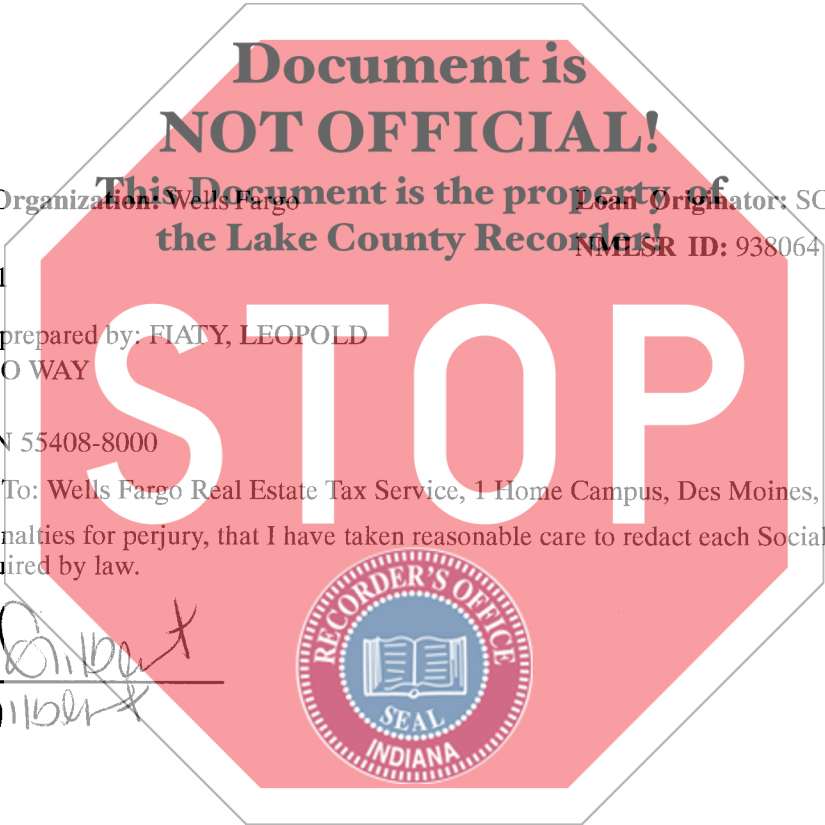 Document is
NOT OFFICIAL!
This Document is the property of
the Lake County Recorder!
Organization: Wells Fargo Loan Originator: SC
NMLSR ID: 938064
1
prepared by: FIATY, LEOPOLD
O WAY
N 55408-8000
STOP
To: Wells Fargo Real Estate Tax Service, 1 Home Campus, Des Moines,
nalties for perjury, that I have taken reasonable care to redact each Social
uired by law.
Gilbert
ilbert
RECORDER'S OFFICE
SEAL
INDIANA